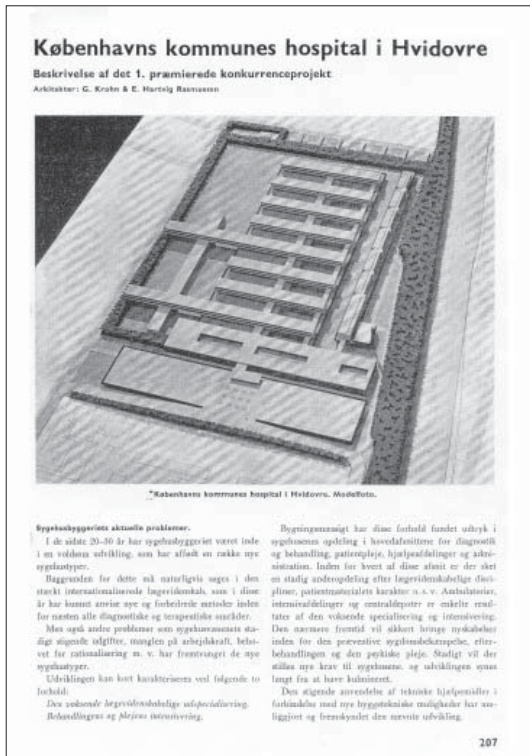 Københavns kommunes hospital i Hvidovre
Beskrivelse af det 1. præmierede konkurrenceprojekt
Arkitekter: G. Krohn & E. Hartvig Rasmussen
Københavns kommunes hospital i Hvidovre. Modelfoto.
Sygehusbyggeriets aktuelle problemer.
I de sidste 20-30 år har sygehusbyggeriet været inde
i en voldsom udvikling, som har affødt en række nye
sygehustyper.
Baggrunden for dette må naturligvis søges i den
stærkt internationaliserede lægevidenskab, som i disse
år har kunnet anvise nye og forbedrede metoder inden
for næsten alle diagnostiske og terapeutiske områder.
Men også andre problemer som sygehusvæsenets sta-
digt stigende udgifter, manglen på arbejdskraft, beho-
vet for rationalisering m. v. har fremtvunget de nye
sygehustyper.
Udviklingen kan kort karakteriseres ved følgende to
forhold:
Den voksende lægevidenskabelige udspecialisering.
Behandlingens og plejens intensivering.
Bygningsmæssigt har disse forhold fundet udtryk i
sygehusenes opdeling i hovedafsnittene for diagnostik
og behandling, patientpleje, hjælpeafdelinger og admi-
nistration. Inden for hvert af disse afsnit er der sket
en stadig underopdeling efter lægevidenskabelige disci-
pliner, patientmaterialets karakter o. s. v. Ambulatorier,
intensivafdelinger og centraldepoter er enkelte resul-
tater af den voksende specialisering og intensivering.
Den nærmere fremtid vil sikkert bringe nyskabelser
inden for den præventive sygdomsbekæmpelse, efter-
behandlingen og den psykiske pleje. Stadigt vil der
stilles nye krav til sygehusene, og udviklingen synes
langt fra at have kulmineret.
Den stigende anvendelse af tekniske hjælpemidler i
forbindelse med nye byggetekniske muligheder har mu-
liggjort og fremskyndet den nævnte udvikling.
207